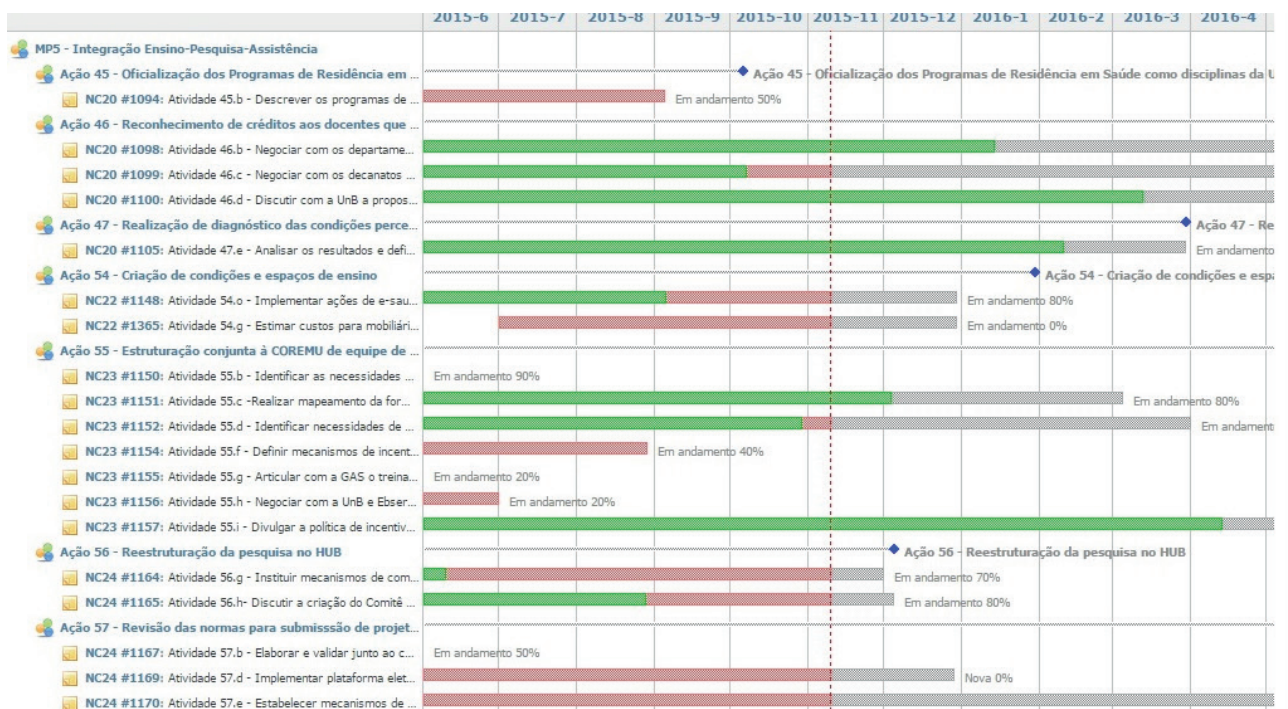 2015-6 2015-7 2015-8 2015-9 2015-10 2015-11 2015-12 2016-1 2016-2 2016-3 2016-4
MP5 - Integração Ensino-Pesquisa-Assistência
Ação 45 - Oficialização dos Programas de Residência em ... Ação 45 - Oficialização dos Programas de Residência em Saúde como disciplinas da U
NC20 #1094: Atividade 45.b - Descrever os programas de ... Em andamento 50%
Ação 46 - Reconhecimento de créditos aos docentes que ...
NC20 #1098: Atividade 46.b - Negociar com os departame...
NC20 #1099: Atividade 46.c - Negociar com os decanatos ...
NC20 #1100: Atividade 46.d - Discutir com a UnB a propos...
Ação 47 - Realização de diagnóstico das condições perce... Ação 47 - Re
NC20 #1105: Atividade 47.e - Analisar os resultados e defi... Em andamento
Ação 54 - Criação de condições e espaços de ensino Ação 54 - Criação de condições e espa
NC22 #1148: Atividade 54.o - Implementar ações de e-sau... Em andamento 80%
NC22 #1365: Atividade 54.g - Estimar custos para mobiliári... Em andamento 0%
Ação 55 - Estruturação conjunta à COREMU de equipe de ...
NC23 #1150: Atividade 55.b - Identificar as necessidades ... Em andamento 90%
NC23 #1151: Atividade 55.c -Realizar mapeamento da for... Em andamento 80%
NC23 #1152: Atividade 55.d - Identificar necessidades de ... Em andament
NC23 #1154: Atividade 55.f - Definir mecanismos de incent... Em andamento 40%
NC23 #1155: Atividade 55.g - Articular com a GAS o treina... Em andamento 20%
NC23 #1156: Atividade 55.h - Negociar com a UnB e Ebser... Em andamento 20%
NC23 #1157: Atividade 55.i - Divulgar a política de incentiv...
Ação 56 - Reestruturação da pesquisa no HUB Ação 56 - Reestruturação da pesquisa no HUB
NC24 #1164: Atividade 56.g - Instituir mecanismos de com... Em andamento 70%
NC24 #1165: Atividade 56.h- Discutir a criação do Comitê ... Em andamento 80%
Ação 57 - Revisão das normas para submisssão de projet...
NC24 #1167: Atividade 57.b - Elaborar e validar junto ao c... Em andamento 50%
NC24 #1169: Atividade 57.d - Implementar plataforma elet... Nova 0%
NC24 #1170: Atividade 57.e - Estabelecer mecanismos de ...